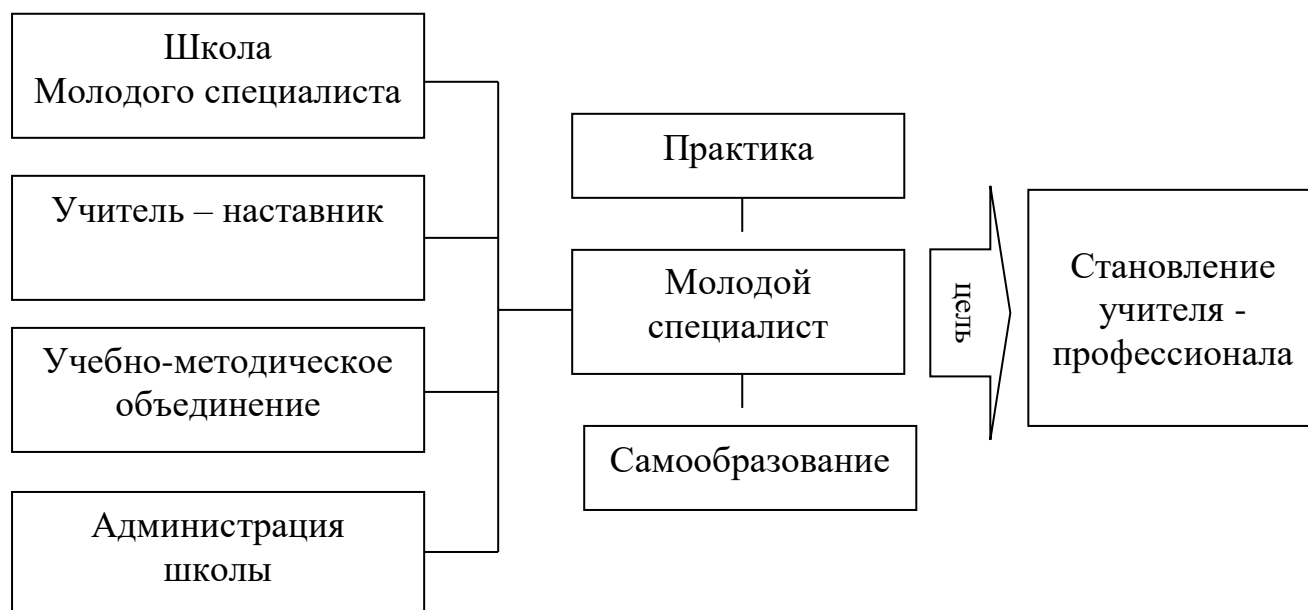 Школа
Молодого специалиста
Учитель – наставник
Учебно-методическое
объединение
Администрация
школы
Практика
Молодой
специалист
Самообразование
цель
Становление
учителя -
профессионала